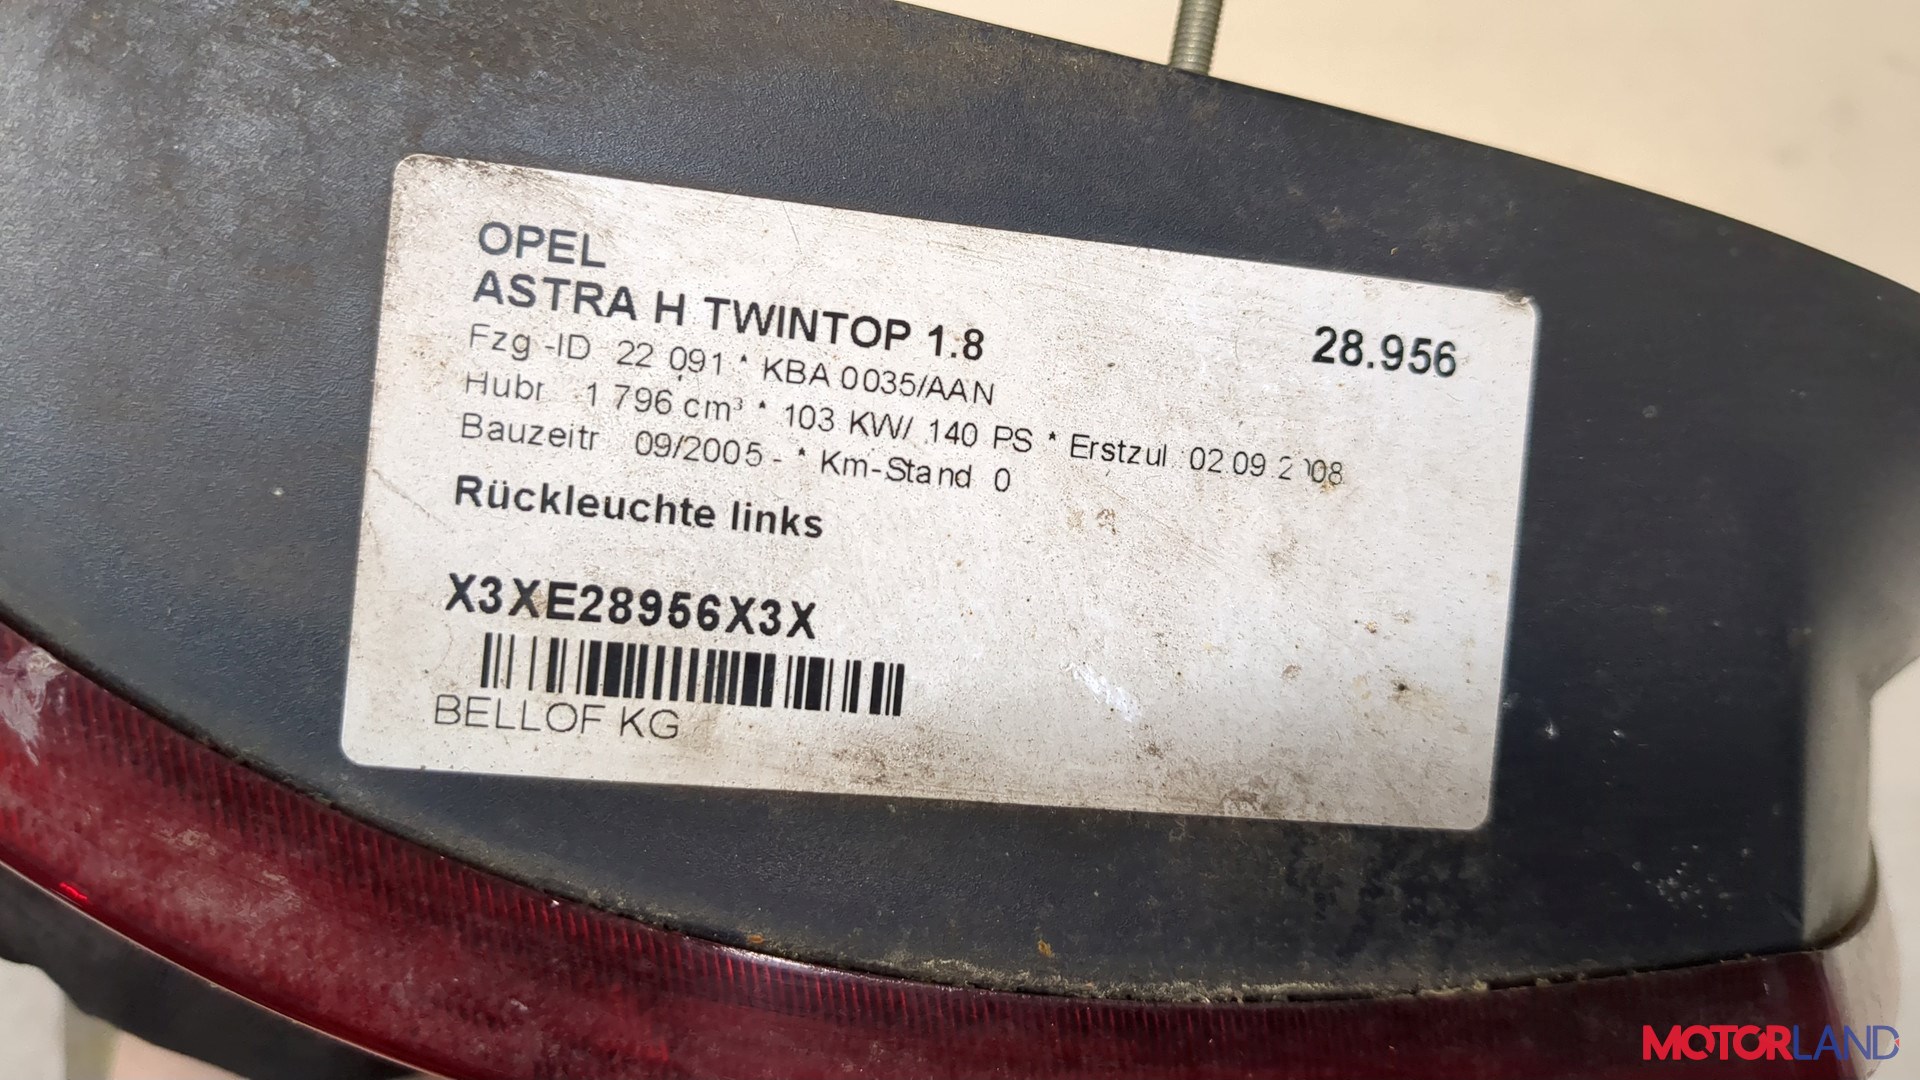 OPEL
ASTRA H TWINTOP 1.8
28.956
Fzg -ID 22 091 * KBA 0035/AAN
Hubr 1 796 cm³ * 103 KW/ 140 PS * Erstzul 02 09
Bauzeitr 09/2005 - * Km-Stand 0
Rückleuchte links
X3XE28956X3X
BELLOF KG
MOTORLAND